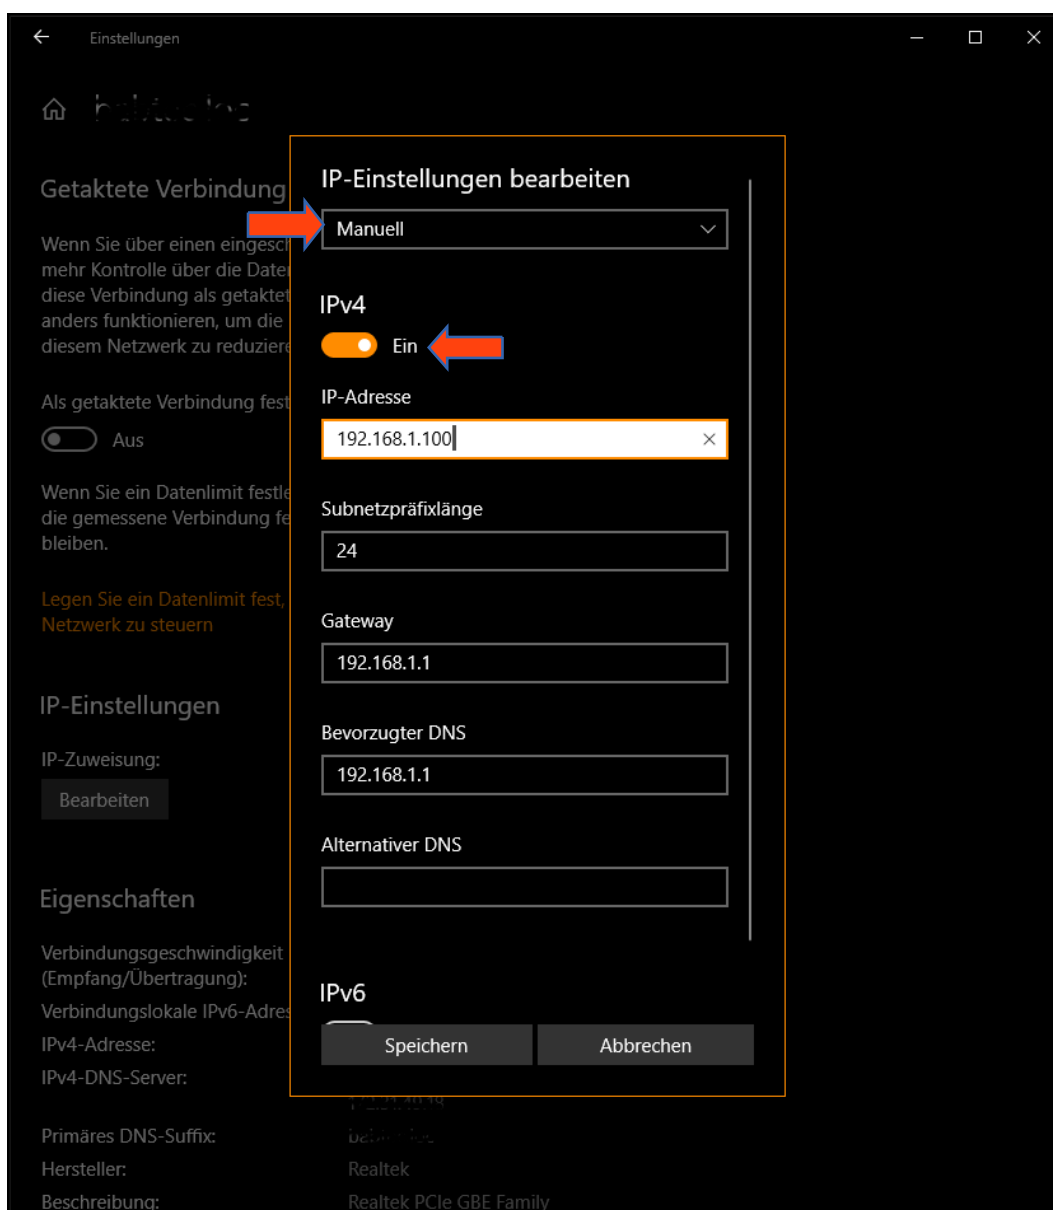 Einstellungen
Getaktete Verbindung
Wenn Sie über einen eingesch
mehr Kontrolle über die Daten
diese Verbindung als getaktet
anders funktionieren, um die
diesem Netzwerk zu reduziere
Als getaktete Verbindung fest
Aus
Wenn Sie ein Datenlimit festle
die gemessene Verbindung fe
bleiben.
Legen Sie ein Datenlimit fest,
Netzwerk zu steuern
IP-Einstellungen
IP-Zuweisung:
Bearbeiten
Eigenschaften
Verbindungsgeschwindigkeit
(Empfang/Übertragung):
Verbindungslokale IPv6-Adres
IPv4-Adresse:
IPv4-DNS-Server:
Primäres DNS-Suffix:
Hersteller: Realtek
Beschreibung: Realtek PCIe GBE Family
IP-Einstellungen bearbeiten
Manuell
IPv4
Ein
IP-Adresse
192.168.1.100
Subnetzpräfixlänge
24
Gateway
192.168.1.1
Bevorzugter DNS
192.168.1.1
Alternativer DNS
IPv6
Speichern Abbrechen